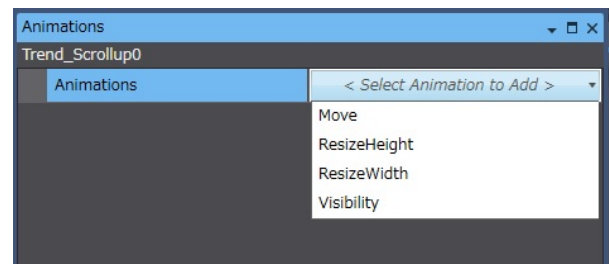 Animations
Trend_Scrollup0
Animations < Select Animation to Add >
Move
ResizeHeight
ResizeWidth
Visibility